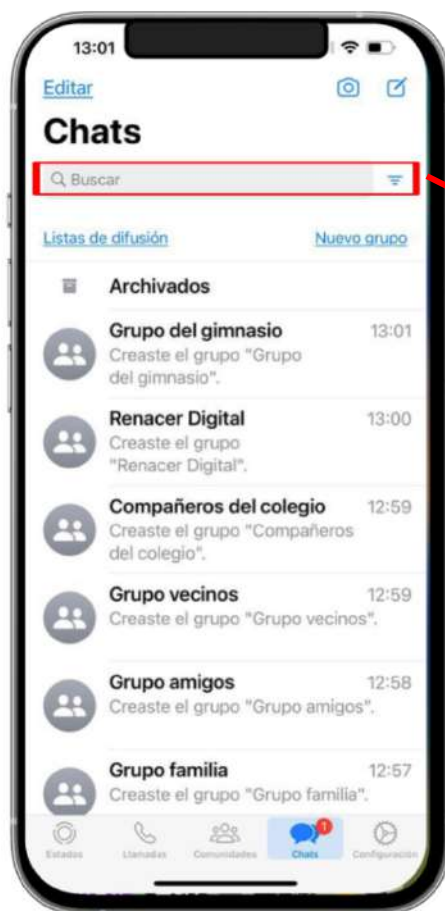 13:01
Editar
Chats
Buscar
Listas de difusión
Nuevo grupo
Archivados
Grupo del gimnasio 13:01
Creaste el grupo "Grupo
del gimnasio".
Renacer Digital 13:00
Creaste el grupo
"Renacer Digital".
Compañeros del colegio 12:59
Creaste el grupo "Compañeros
del colegio".
Grupo vecinos 12:59
Creaste el grupo "Grupo vecinos".
Grupo amigos 12:58
Creaste el grupo "Grupo amigos".
Grupo familia 12:57
Creaste el grupo "Grupo familia".
1
Estados Llamadas Comunidades Chats Configuración